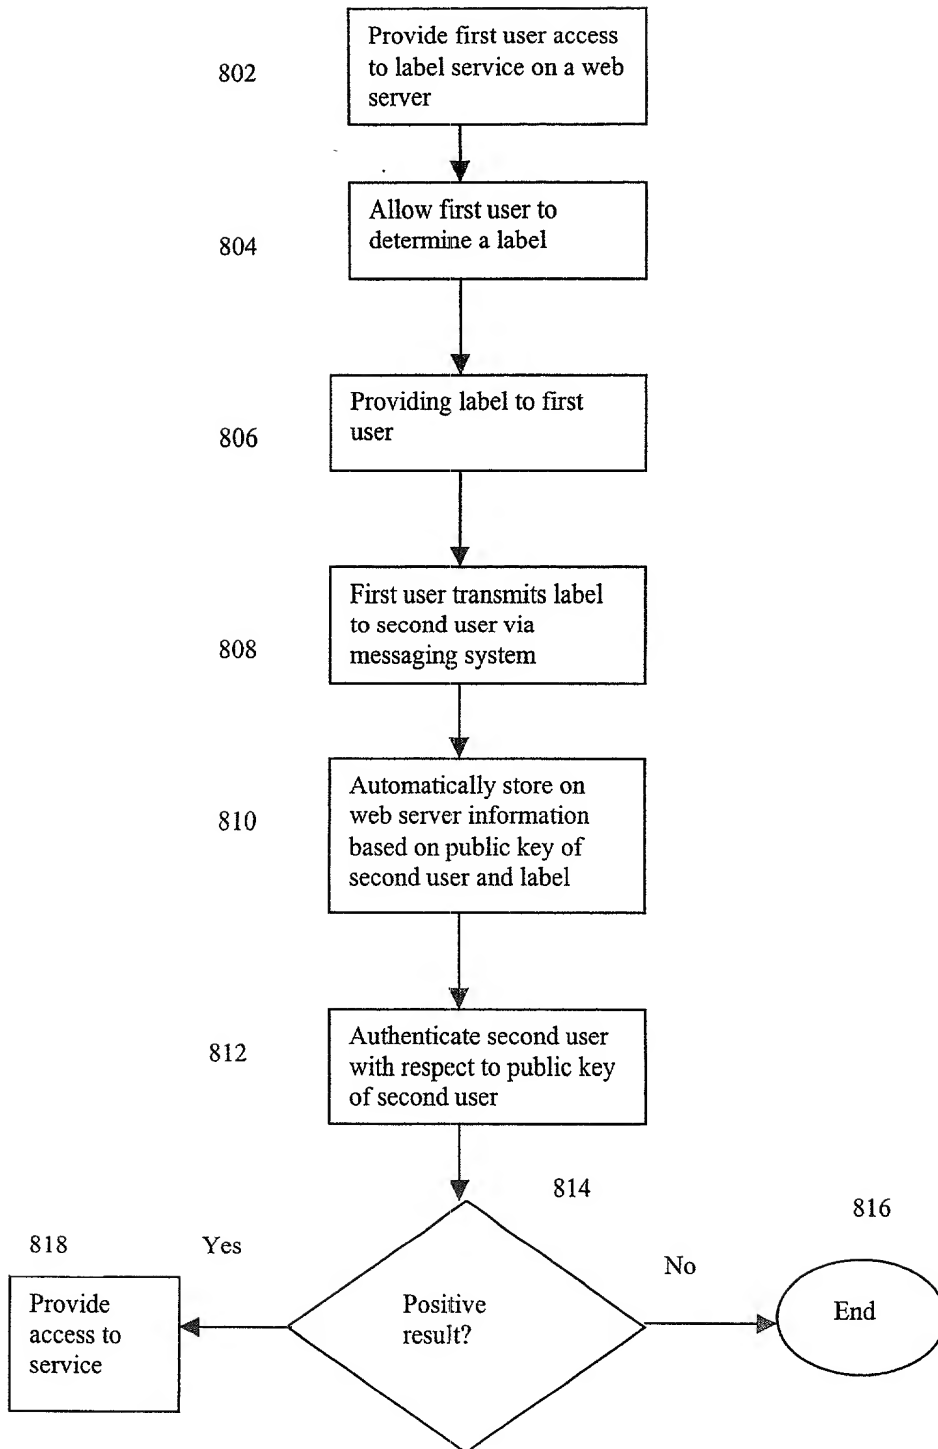 Provide first user access
to label service on a web
server
802
Allow first user to
determine a label
804
Providing label to first
user
806
First user transmits label
to second user via
messaging system
808
Automatically store on
web server information
based on public key of
second user and label
810
Authenticate second user
with respect to public key
of second user
812
814
816
818
Yes
No
Provide
access to
service
Positive
result?
End